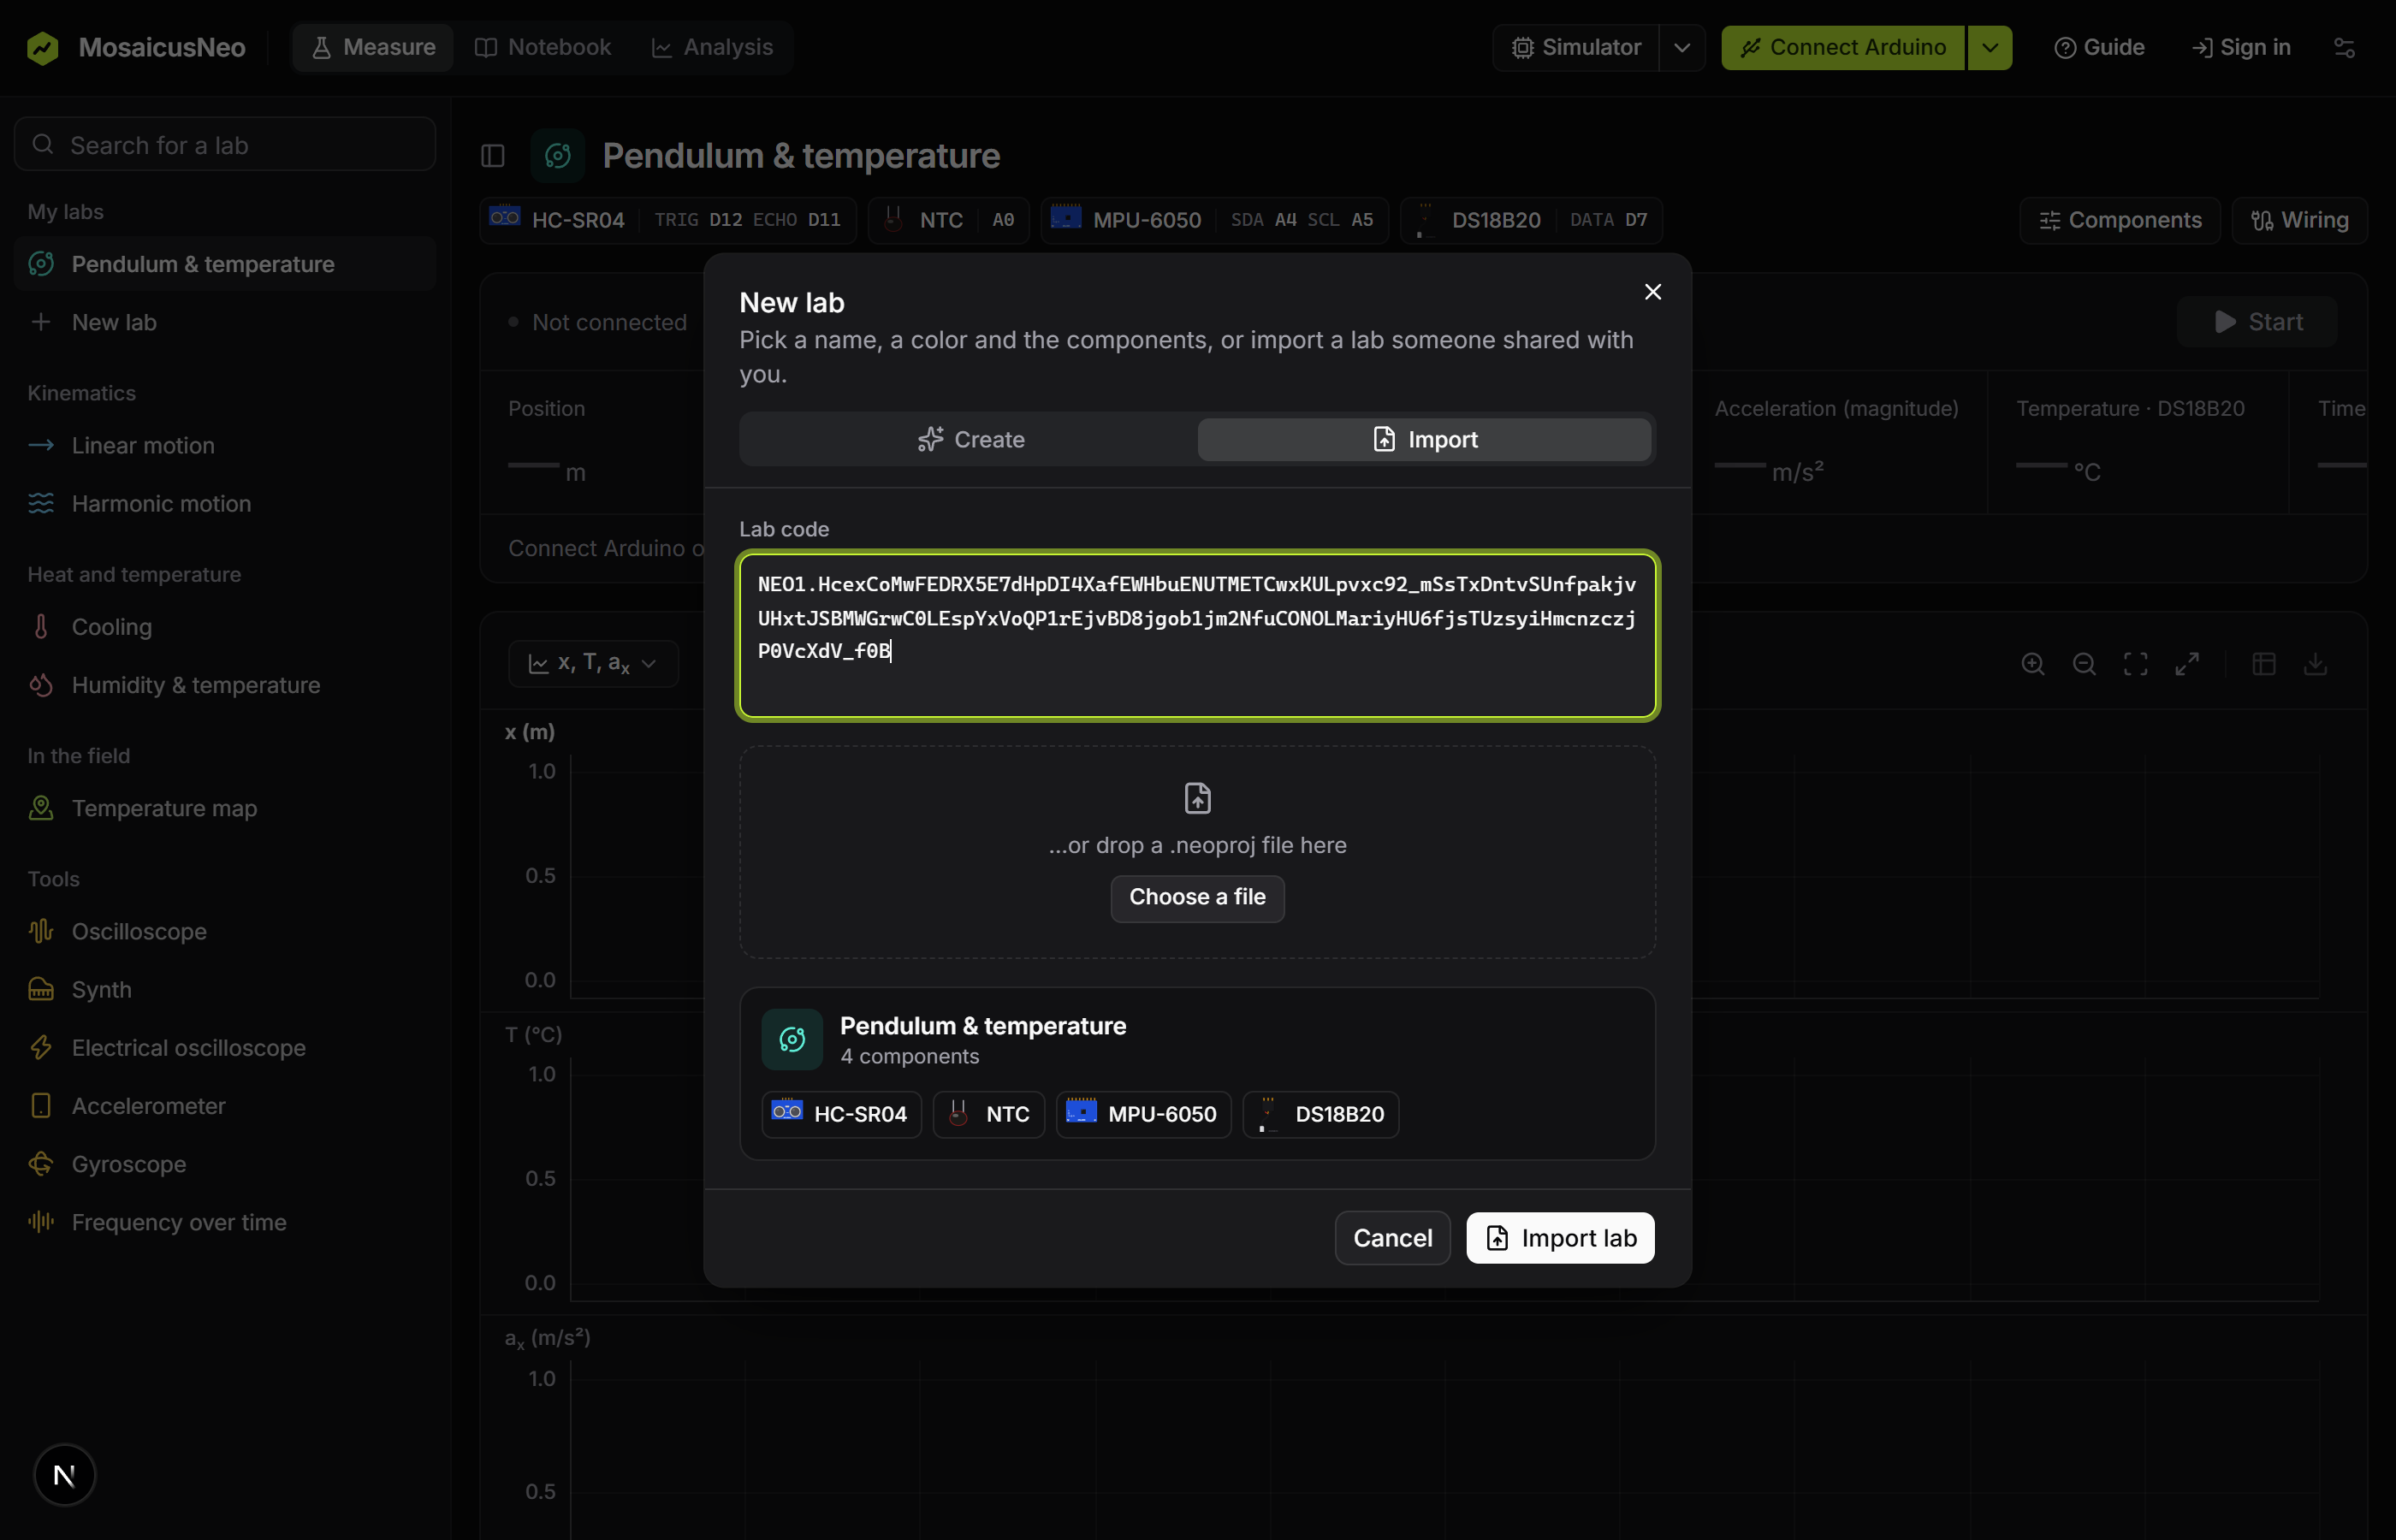 MosaicusNeo
Measure
Notebook
Analysis
Simulator
Connect Arduino
Guide
Sign in
Search for a lab
My labs
Pendulum & temperature
New lab
Kinematics
Linear motion
Harmonic motion
Heat and temperature
Cooling
Humidity & temperature
In the field
Temperature map
Tools
Oscilloscope
Synth
Electrical oscilloscope
Accelerometer
Gyroscope
Frequency over time
N
Pendulum & temperature
HC-SR04 TRIG D12 ECHO D11
NTC A0
MPU-6050 SDA A4 SCL A5
DS18B20 DATA D7
Components
Wiring
Not connected
Start
Position
m
Acceleration (magnitude)
m/s²
Temperature · DS18B20
°C
Time
Connect Arduino o
x, T, aₓ
x (m)
1.0
0.5
0.0
T (°C)
1.0
0.5
0.0
aₓ (m/s²)
1.0
0.5
New lab
Pick a name, a color and the components, or import a lab someone shared with
you.
Create
Import
Lab code
NEO1.HcexCoMwFEDRX5E7dHpDI4XafEWHbuENUTMETCwxKULpvxc92_mSsTxDntvSUnfpakjv
UHxtJSBMWGrwC0LEspYxVoQP1rEjvBD8jgob1jm2NfuCONOLMariyHU6fjsTUzsyiHmcnzczj
P0VcXdV_f0B
...or drop a .neoproj file here
Choose a file
Pendulum & temperature
4 components
HC-SR04
NTC
MPU-6050
DS18B20
Cancel
Import lab